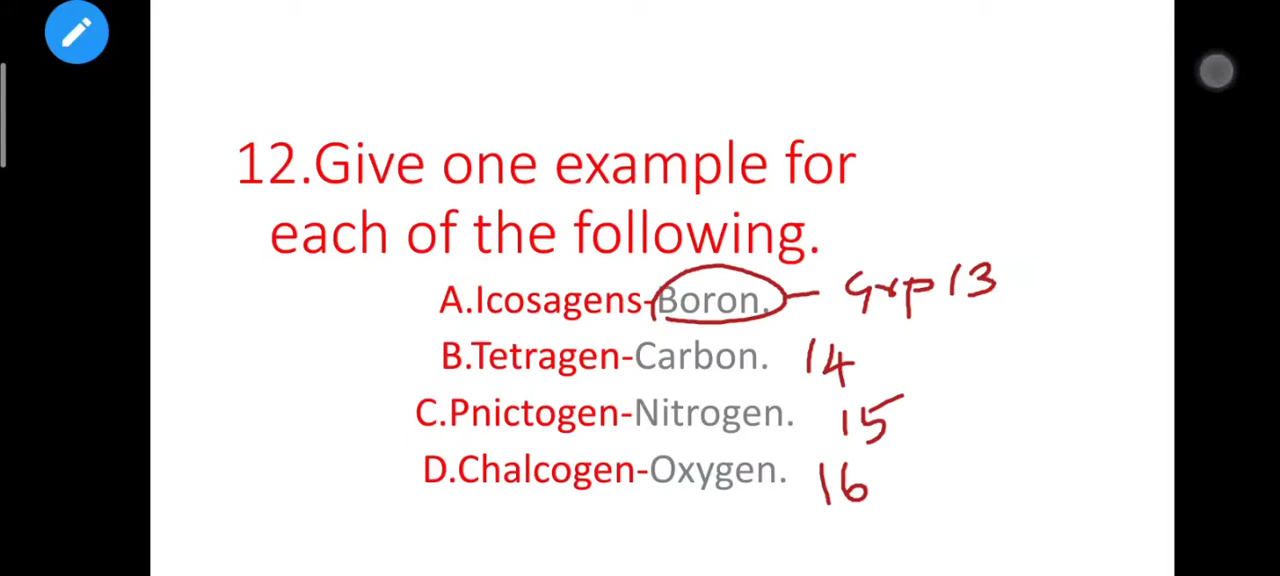 12.Give one example for
each of the following.
A.Icosagens-Boron. - Grp 13
B.Tetragen-Carbon. 14
C.Pnictogen-Nitrogen. 15
D.Chalcogen-Oxygen. 16